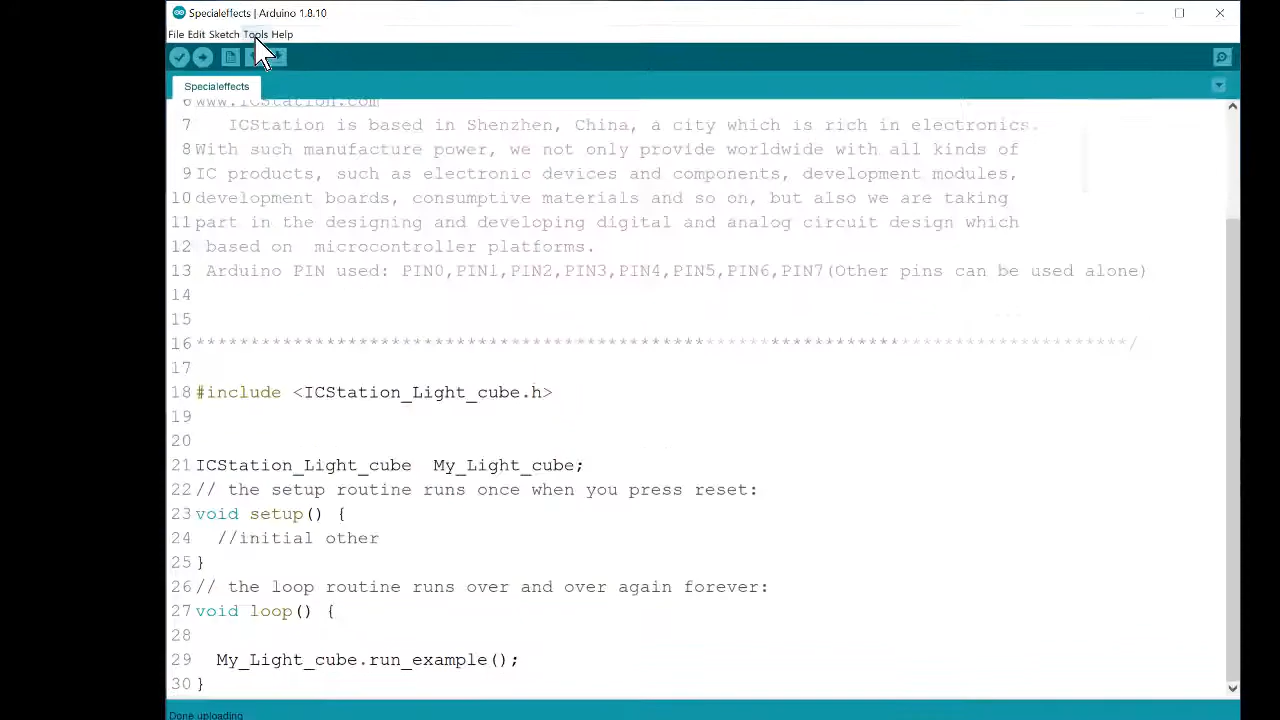 Specialeffects | Arduino 1.8.10
File Edit Sketch Tools Help
Specialeffects
6 www.ICStation.com
7 ICStation is based in Shenzhen, China, a city which is rich in electronics.
8 With such manufacture power, we not only provide worldwide with all kinds of
9 IC products, such as electronic devices and components, development modules,
10 development boards, consumptive materials and so on, but also we are taking
11 part in the designing and developing digital and analog circuit design which
12 based on  microcontroller platforms.
13 Arduino PIN used: PIN0,PIN1,PIN2,PIN3,PIN4,PIN5,PIN6,PIN7(Other pins can be used alone)
14
15
16 **************************************************************************************/
17
18 #include <ICStation_Light_cube.h>
19
20
21 ICStation_Light_cube  My_Light_cube;
22 // the setup routine runs once when you press reset:
23 void setup() {
24 //initial other
25 }
26 // the loop routine runs over and over again forever:
27 void loop() {
28
29 My_Light_cube.run_example();
30 }
Done uploading